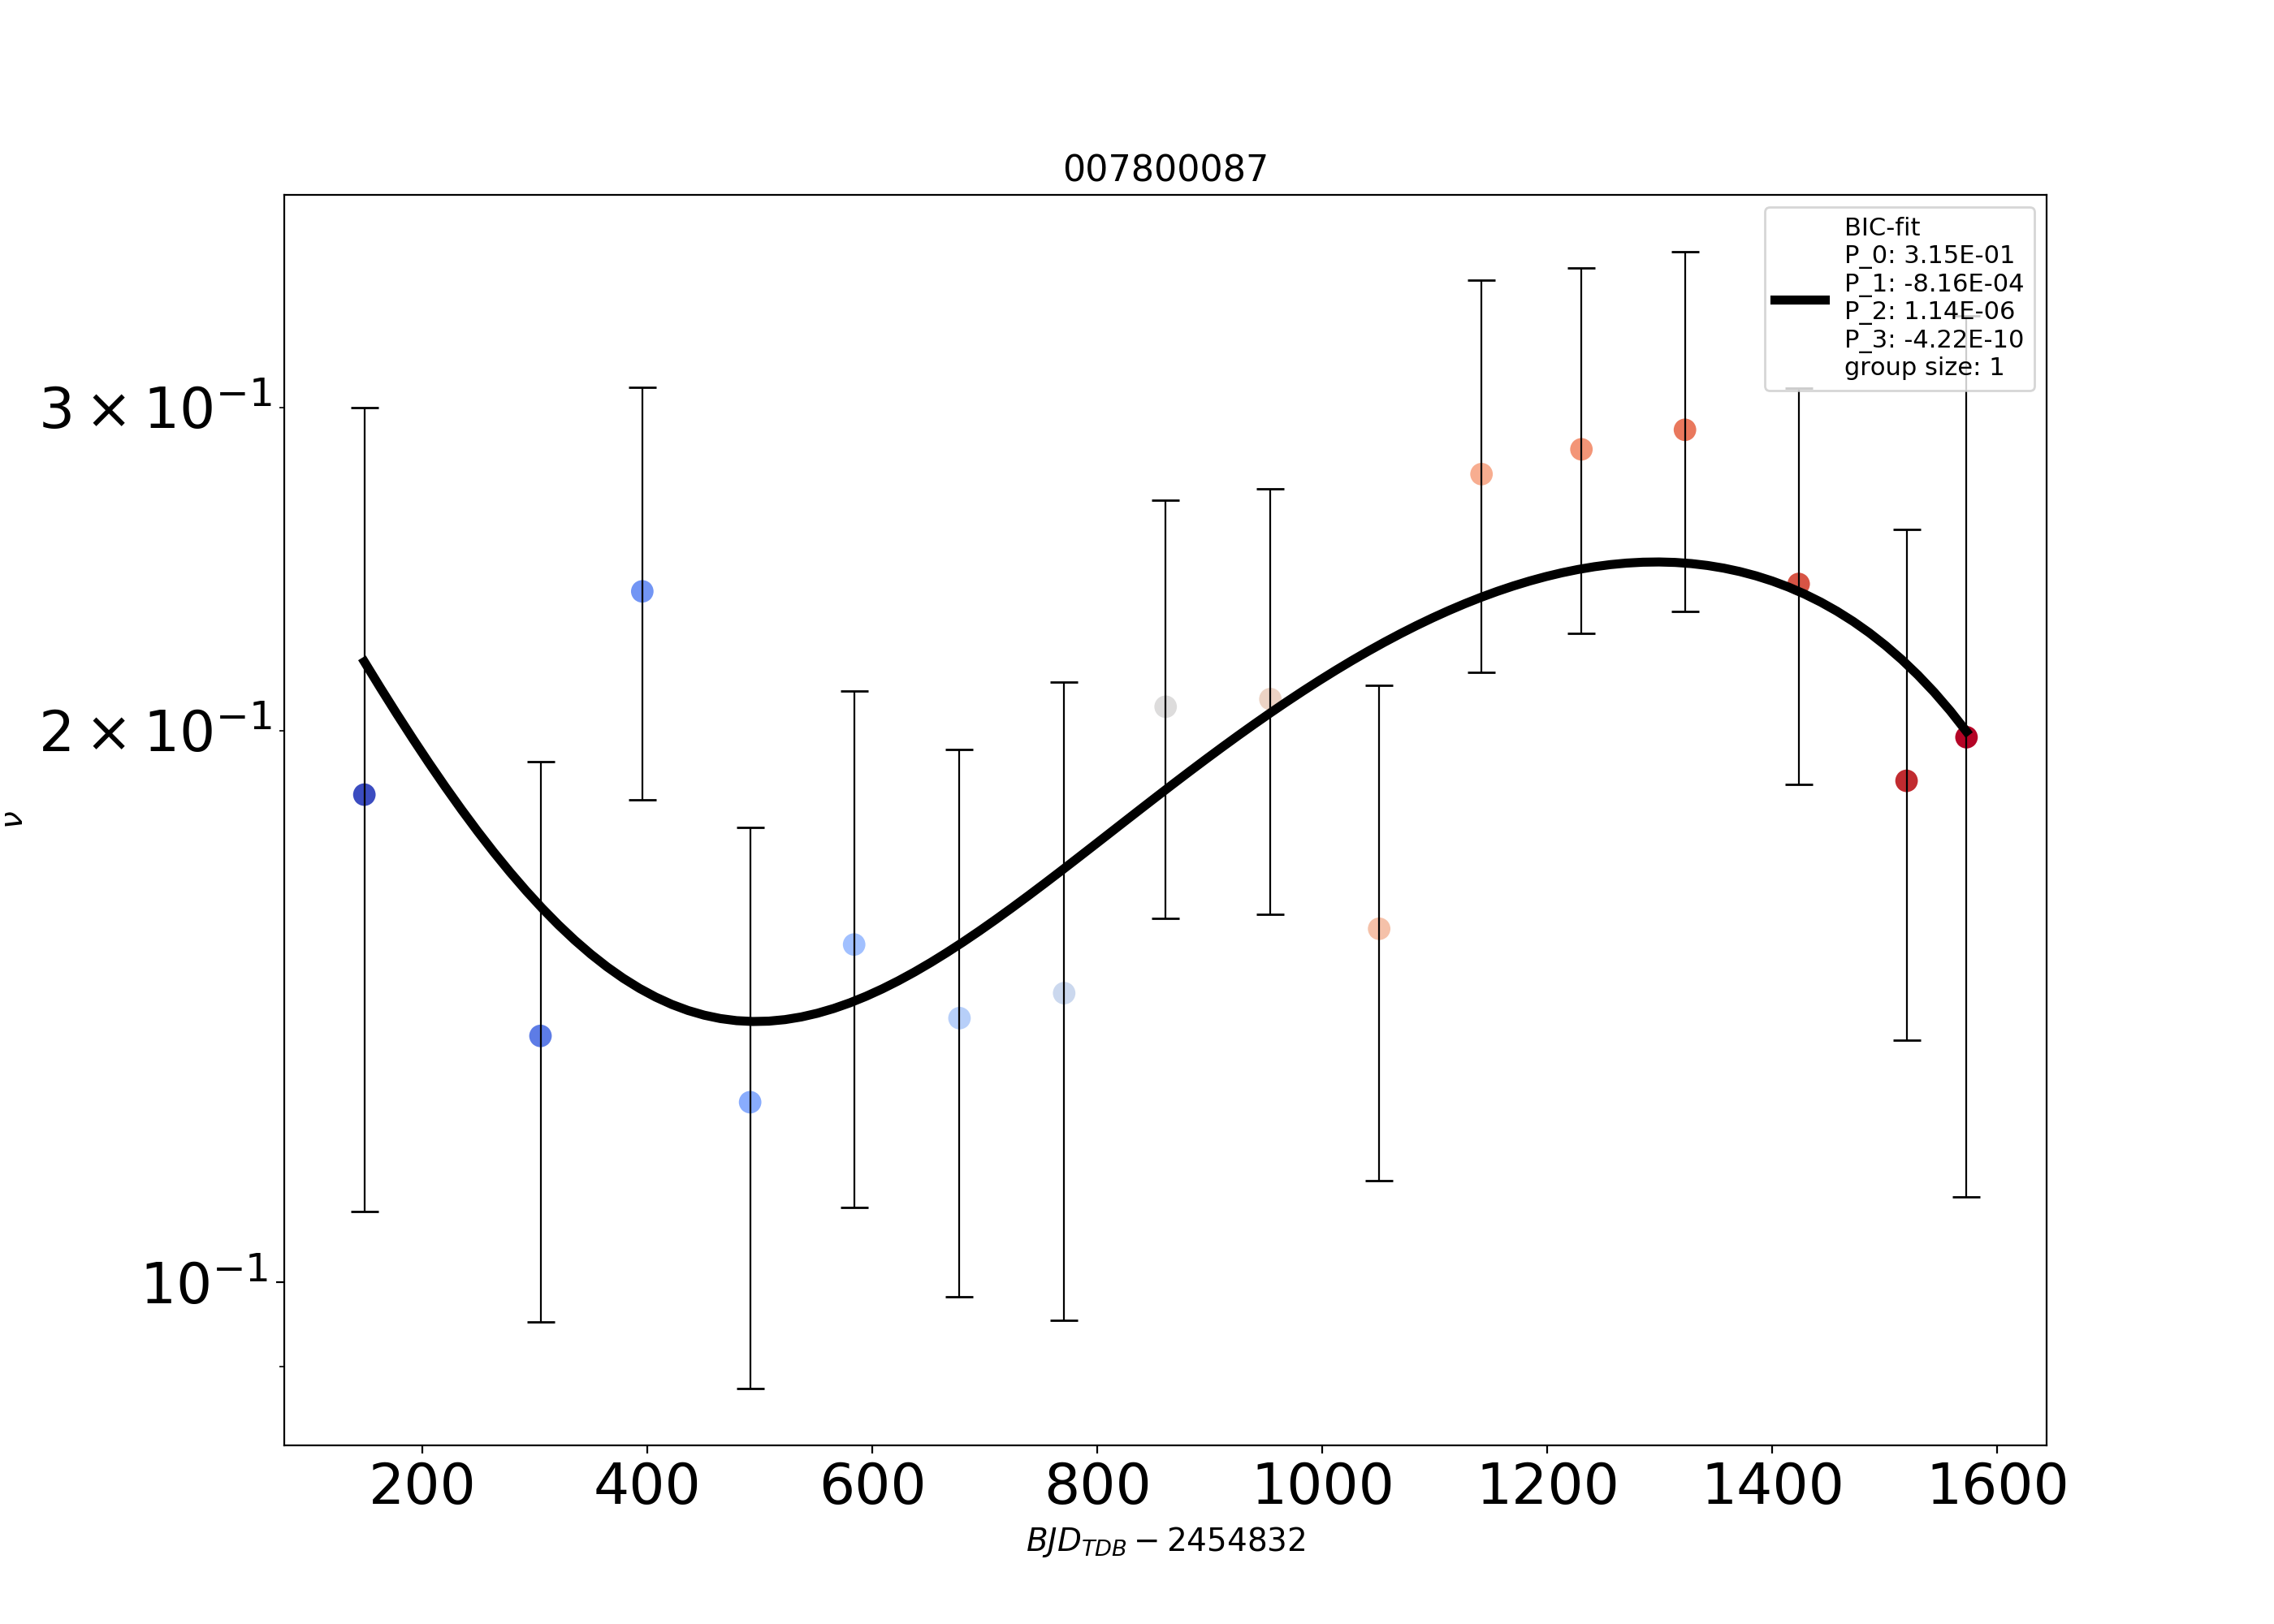 007800087
BIC-fit
P_0: 3.15E-01
P_1: -8.16E-04
P_2: 1.14E-06
P_3: -4.22E-10
group size: 1
3 × 10⁻¹
2 × 10⁻¹
10⁻¹
ν
200 400 600 800 1000 1200 1400 1600
BJD_TDB − 2454832